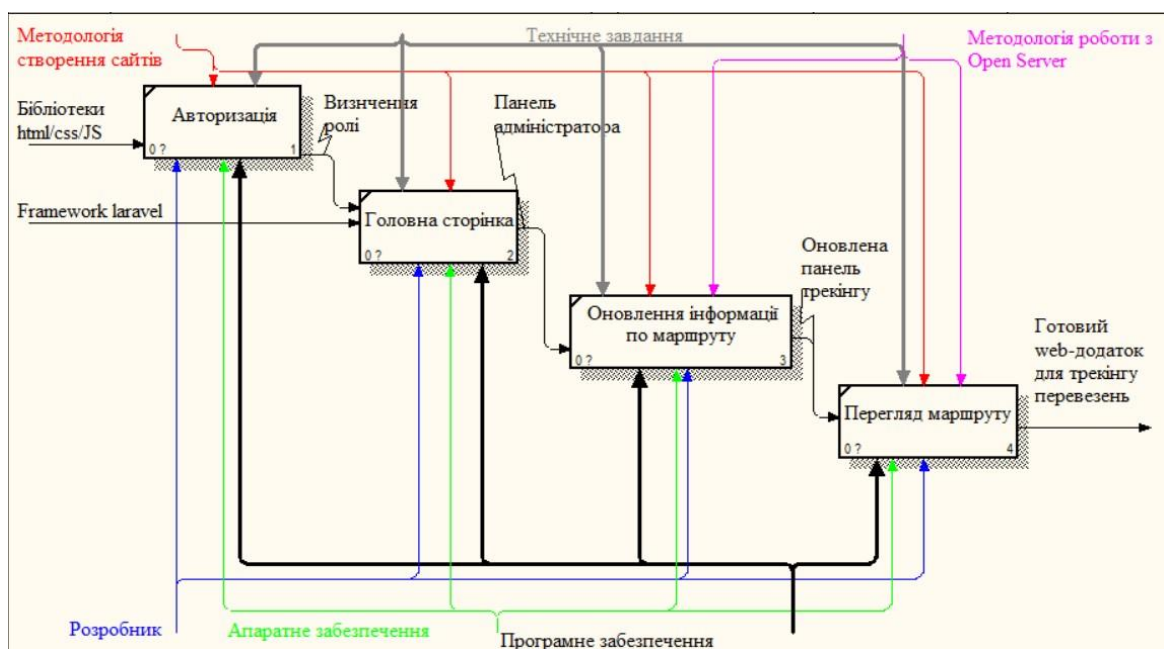 Методологія
створення сайтів
Технічне завдання
Методологія роботи з
Open Server
Бібліотеки
html/css/JS
Авторизація
0 ?
1
Визнчення
ролі
Панель
адміністратора
Framework laravel
Головна сторінка
0 ?
2
Оновлена
панель
трекінгу
Оновлення інформації
по маршруту
0 ?
3
Готовий
web-додаток
для трекінгу
перевезень
Перегляд маршруту
0 ?
4
Розробник
Апаратне забезпечення
Програмне забезпечення